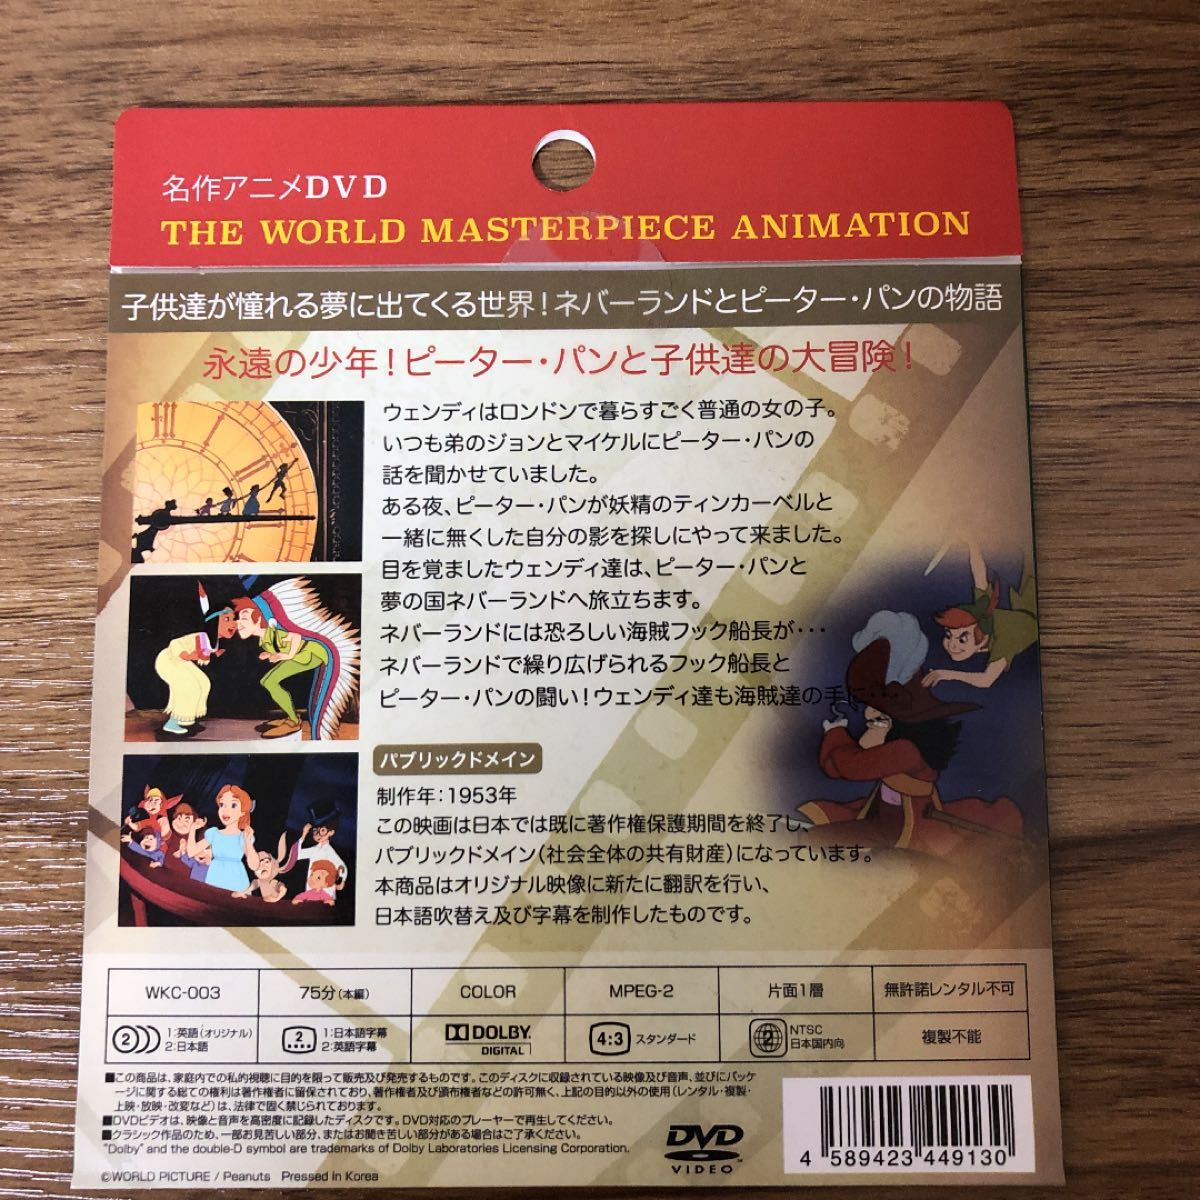 名作アニメDVD
THE WORLD MASTERPIECE ANIMATION
子供達が憧れる夢に出てくる世界！ネバーランドとピーター・パンの物語
永遠の少年！ピーター・パンと子供達の大冒険！
ウェンディはロンドンで暮らすごく普通の女の子。
いつも弟のジョンとマイケルにピーター・パンの
話を聞かせていました。
ある夜、ピーター・パンが妖精のティンカーベルと
一緒に無くした自分の影を探しにやって来ました。
目を覚ましたウェンディ達は、ピーター・パンと
夢の国ネバーランドへ旅立ちます。
ネバーランドには恐ろしい海賊フック船長が・・・
ネバーランドで繰り広げられるフック船長と
ピーター・パンの闘い！ウェンディ達も海賊達の手に・・・
パブリックドメイン
制作年：1953年
この映画は日本では既に著作権保護期間を終了し、
パブリックドメイン（社会全体の共有財産）になっています。
本商品はオリジナル映像に新たに翻訳を行い、
日本語吹替え及び字幕を制作したものです。
WKC-003 75分（本編） COLOR MPEG-2 片面1層 無許諾レンタル不可
2 1：英語（オリジナル）
2：日本語
2 1：日本語字幕
2：英語字幕
DOLBY
DIGITAL
4:3 スタンダード
2 NTSC
日本国内向
複製不能
■この商品は、家庭内での私的視聴に目的を限って販売及び発売するものです。このディスクに収録されている映像及び音声、並びにパッケ
ージに関する総ての権利は著作権者に留保されており、著作権者及び頒布権者などの許可無く、上記の目的以外の使用（レンタル・複製・
上映・放映・改変など）は、法律で固く禁じられております。
■DVDビデオは、映像と音声を高密度に記録したディスクです。DVD対応のプレーヤーで再生してください。
■クラシック作品のため、一部お見苦しい部分、またはお聞き苦しい部分がある場合はご了承ください。
"Dolby" and the double-D symbol are trademarks of Dolby Laboratories Licensing Corporation.
©WORLD PICTURE / Peanuts Pressed in Korea
DVD
VIDEO
4 589423 449130